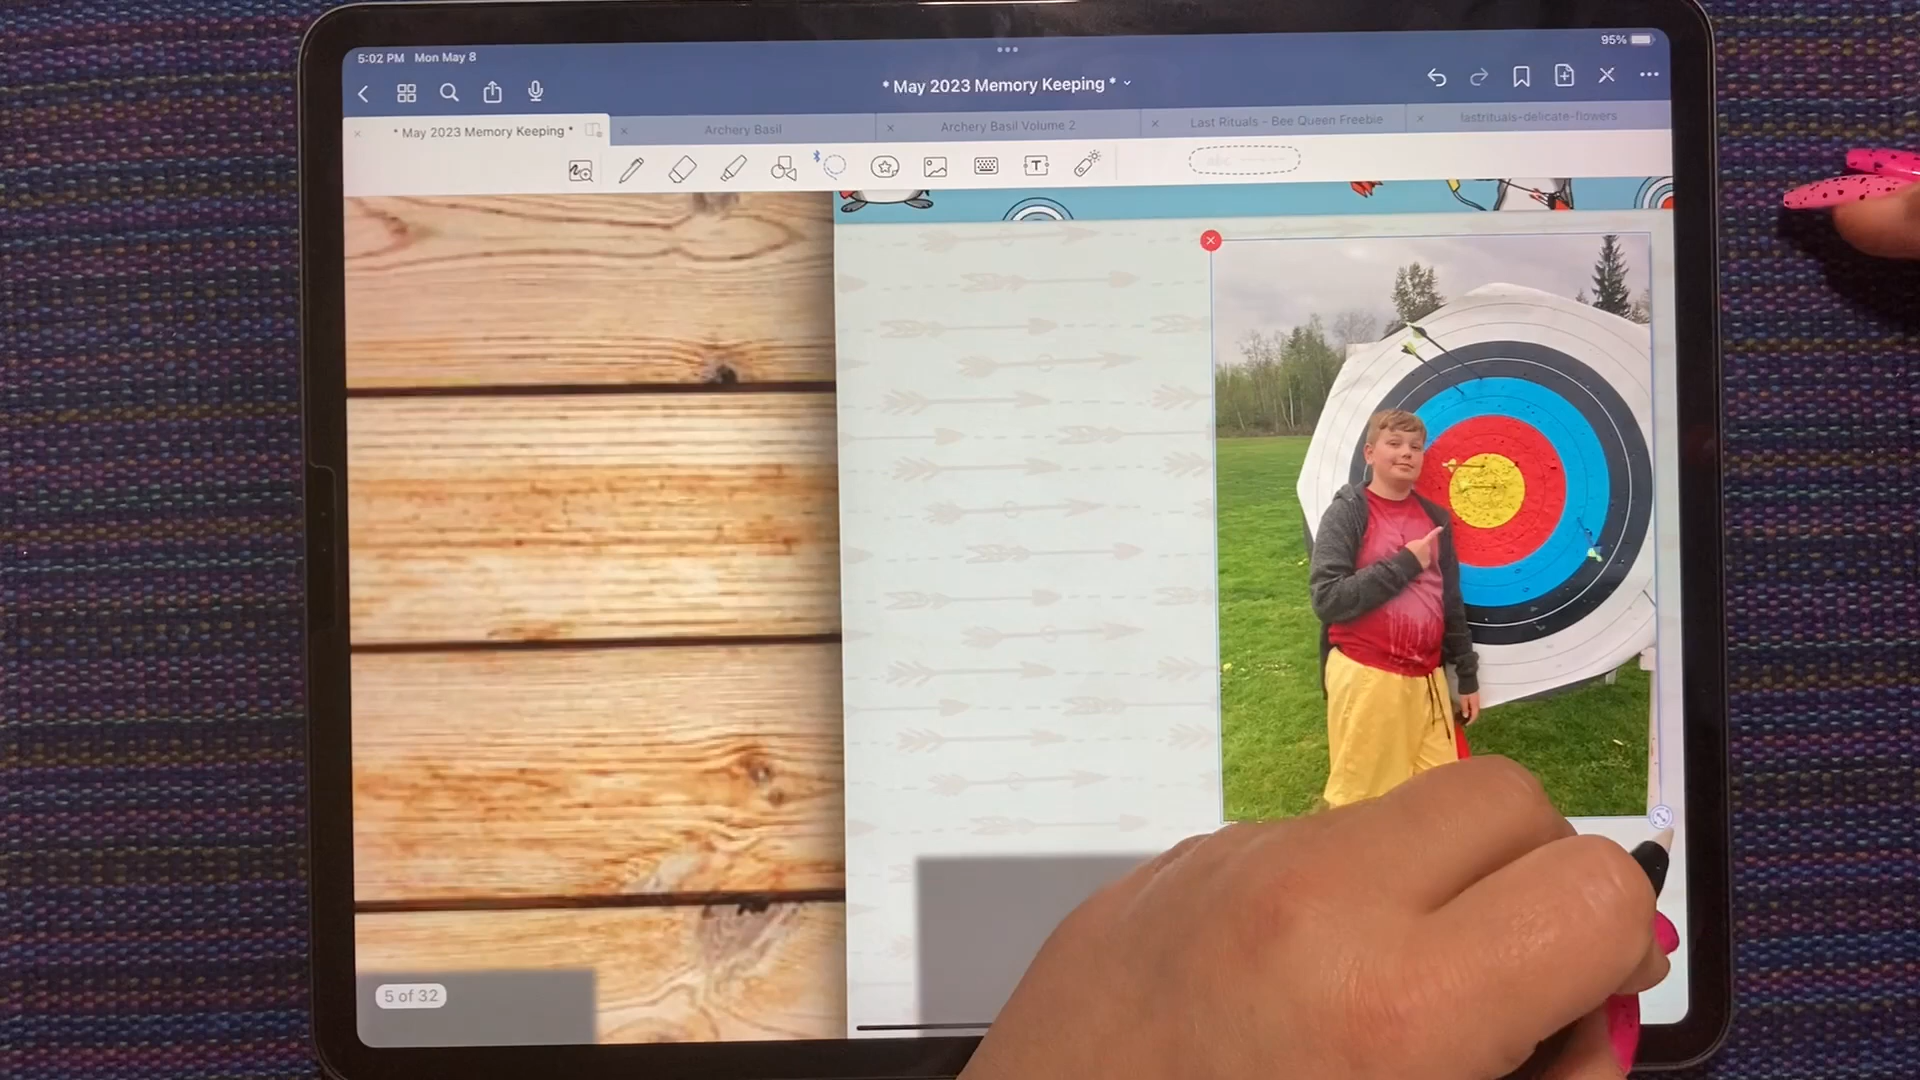 5:02 PM Mon May 8
95%
* May 2023 Memory Keeping *
* May 2023 Memory Keeping *
Archery Basil
Archery Basil Volume 2
Last Rituals - Bee Queen Freebie
lastrituals-delicate-flowers
T
abc
5 of 32